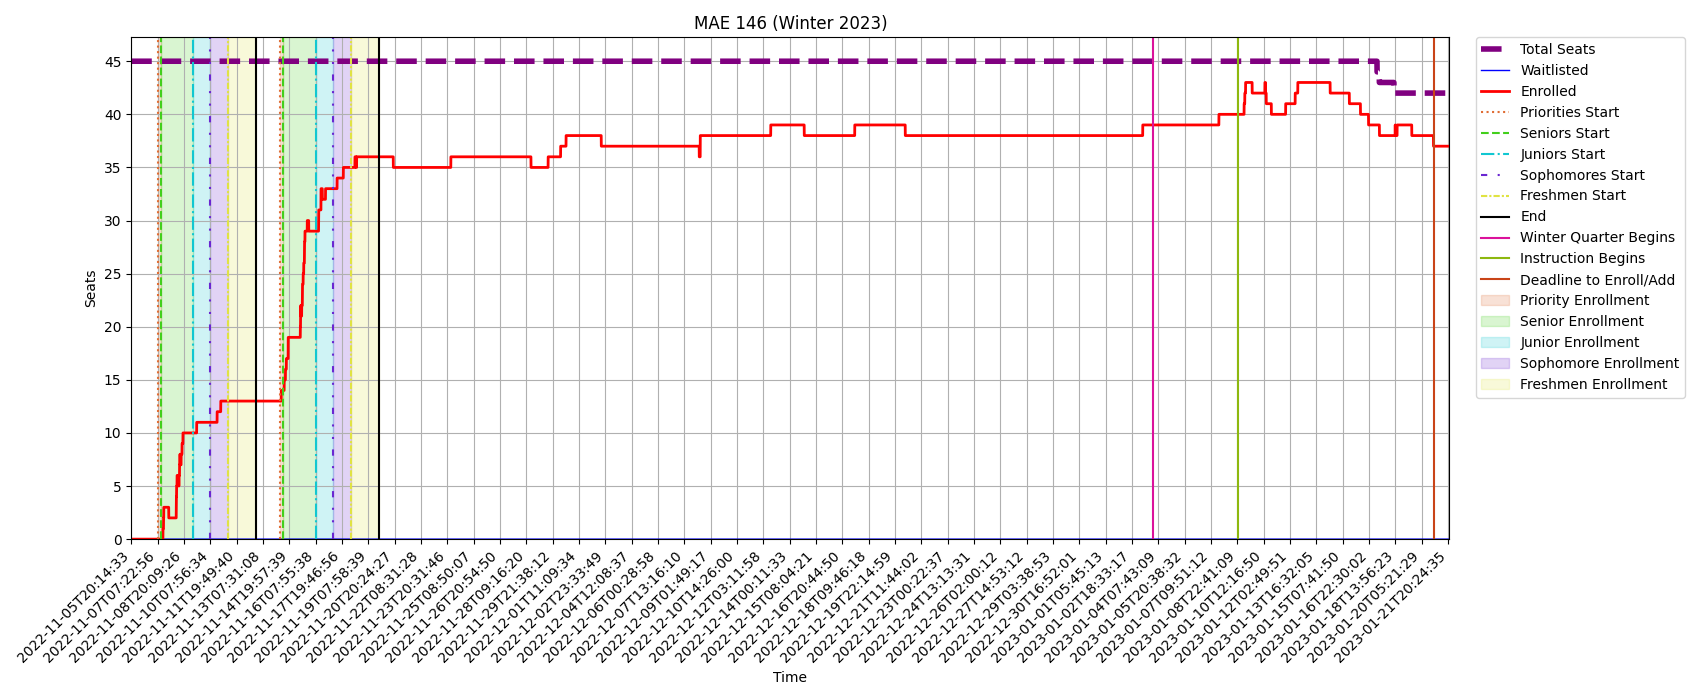 MAE 146 (Winter 2023)
Seats
45
40
35
30
25
20
15
10
5
0
2022-11-05T20:14:33
2022-11-07T07:22:56
2022-11-08T20:09:26
2022-11-10T07:56:34
2022-11-11T19:49:40
2022-11-13T07:31:08
2022-11-14T19:57:39
2022-11-16T07:55:38
2022-11-17T19:46:56
2022-11-19T07:58:39
2022-11-20T20:24:27
2022-11-22T08:31:28
2022-11-23T20:31:46
2022-11-25T08:50:07
2022-11-26T20:54:50
2022-11-28T09:16:20
2022-11-29T21:38:12
2022-12-01T11:09:34
2022-12-02T23:33:49
2022-12-04T12:08:37
2022-12-06T00:28:58
2022-12-07T13:16:10
2022-12-09T01:49:17
2022-12-10T14:26:00
2022-12-12T03:11:58
2022-12-14T00:11:33
2022-12-15T08:04:21
2022-12-16T20:44:50
2022-12-18T09:46:18
2022-12-19T22:14:59
2022-12-21T11:44:02
2022-12-23T00:22:37
2022-12-24T13:13:31
2022-12-26T02:00:12
2022-12-27T14:53:12
2022-12-29T03:38:53
2022-12-30T16:52:01
2023-01-01T05:45:13
2023-01-02T18:33:17
2023-01-04T07:43:09
2023-01-05T20:38:32
2023-01-07T09:51:12
2023-01-08T22:41:09
2023-01-10T12:16:50
2023-01-12T02:49:51
2023-01-13T16:32:05
2023-01-15T07:41:50
2023-01-16T22:30:02
2023-01-18T13:56:23
2023-01-20T05:21:29
2023-01-21T20:24:35
Time
Total Seats
Waitlisted
Enrolled
Priorities Start
Seniors Start
Juniors Start
Sophomores Start
Freshmen Start
End
Winter Quarter Begins
Instruction Begins
Deadline to Enroll/Add
Priority Enrollment
Senior Enrollment
Junior Enrollment
Sophomore Enrollment
Freshmen Enrollment